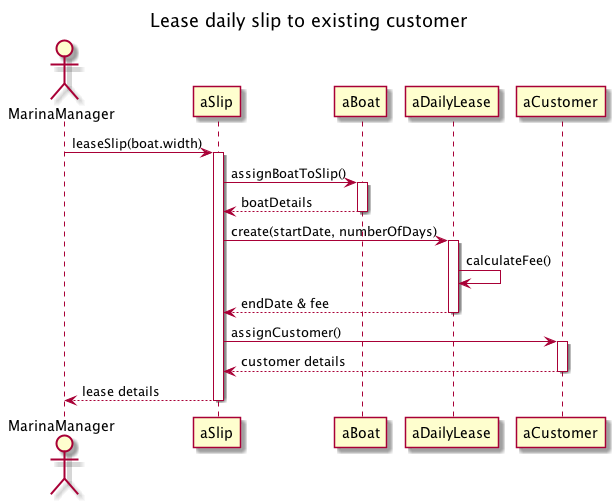 Lease daily slip to existing customer
MarinaManager
aSlip
aBoat
aDailyLease
aCustomer
leaseSlip(boat.width)
assignBoatToSlip()
boatDetails
create(startDate, numberOfDays)
calculateFee()
endDate & fee
assignCustomer()
customer details
lease details
MarinaManager
aSlip
aBoat
aDailyLease
aCustomer